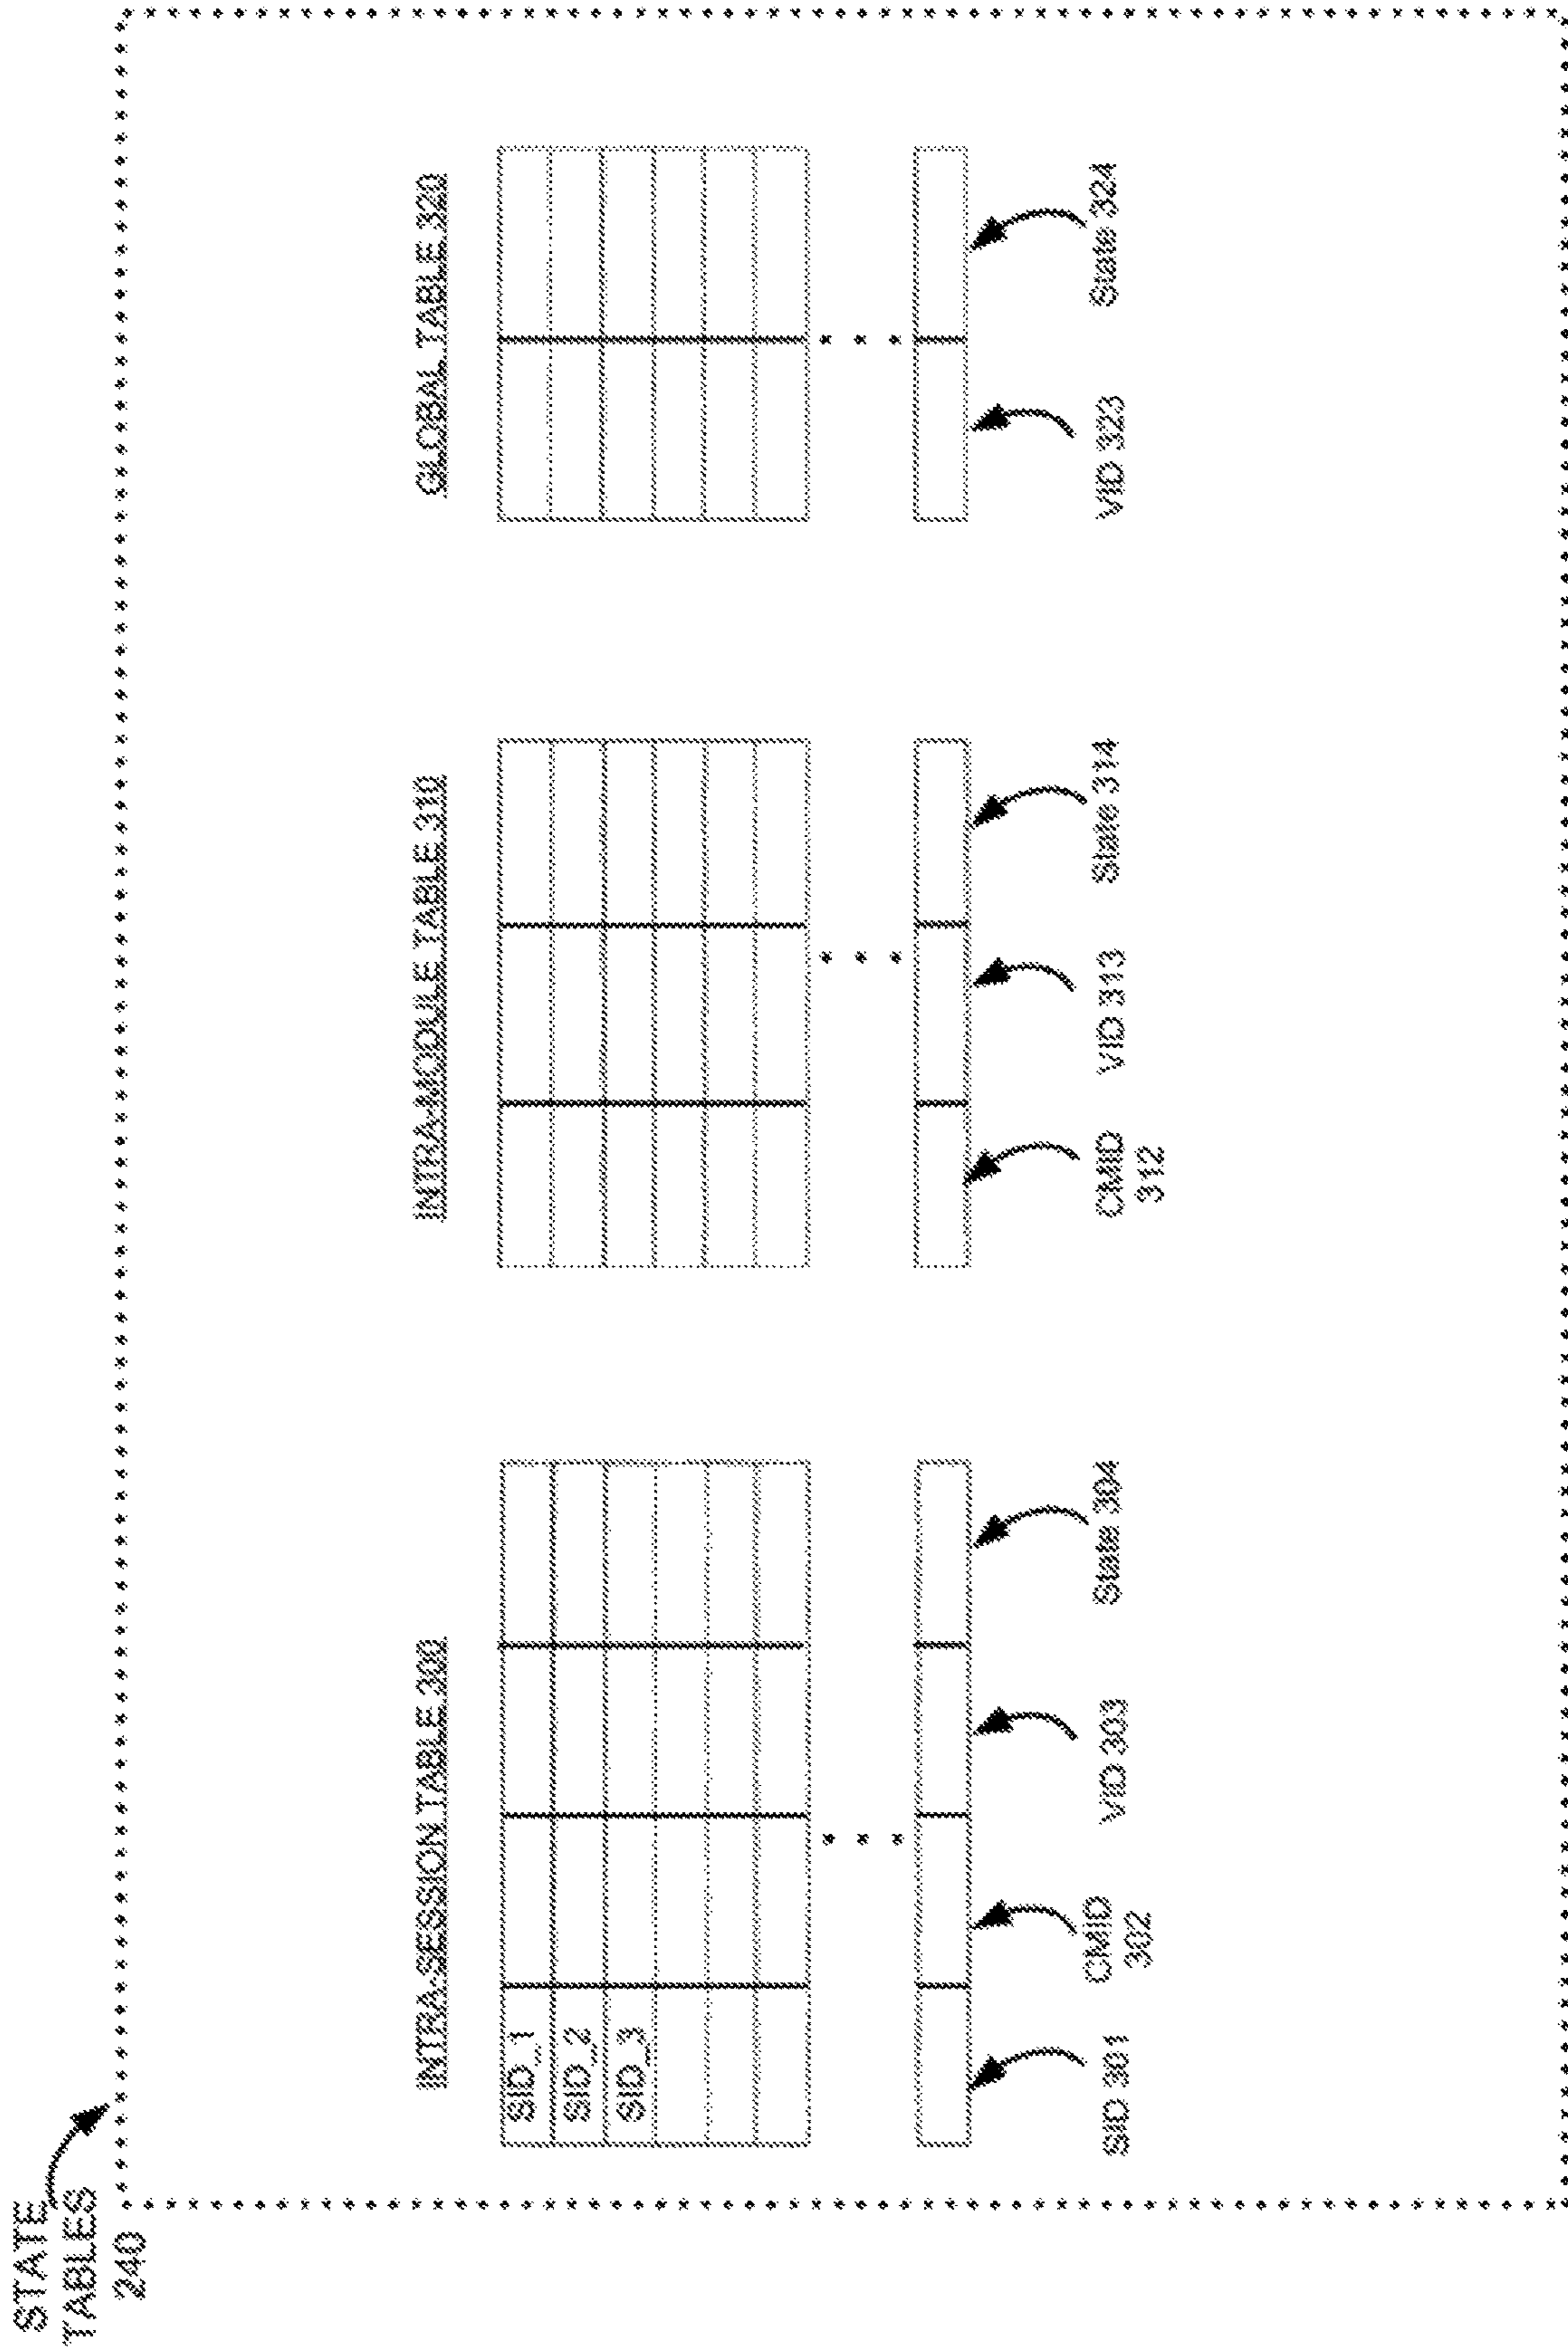 STATE
TABLES
240
INTRA-SESSION TABLE 300
SID_1
SID_2
SID_3
SID 301
CMID
302
VID 303
State 304
INTRA-MODULE TABLE 310
CMID
312
VID 313
State 314
GLOBAL TABLE 320
VID 323
State 324